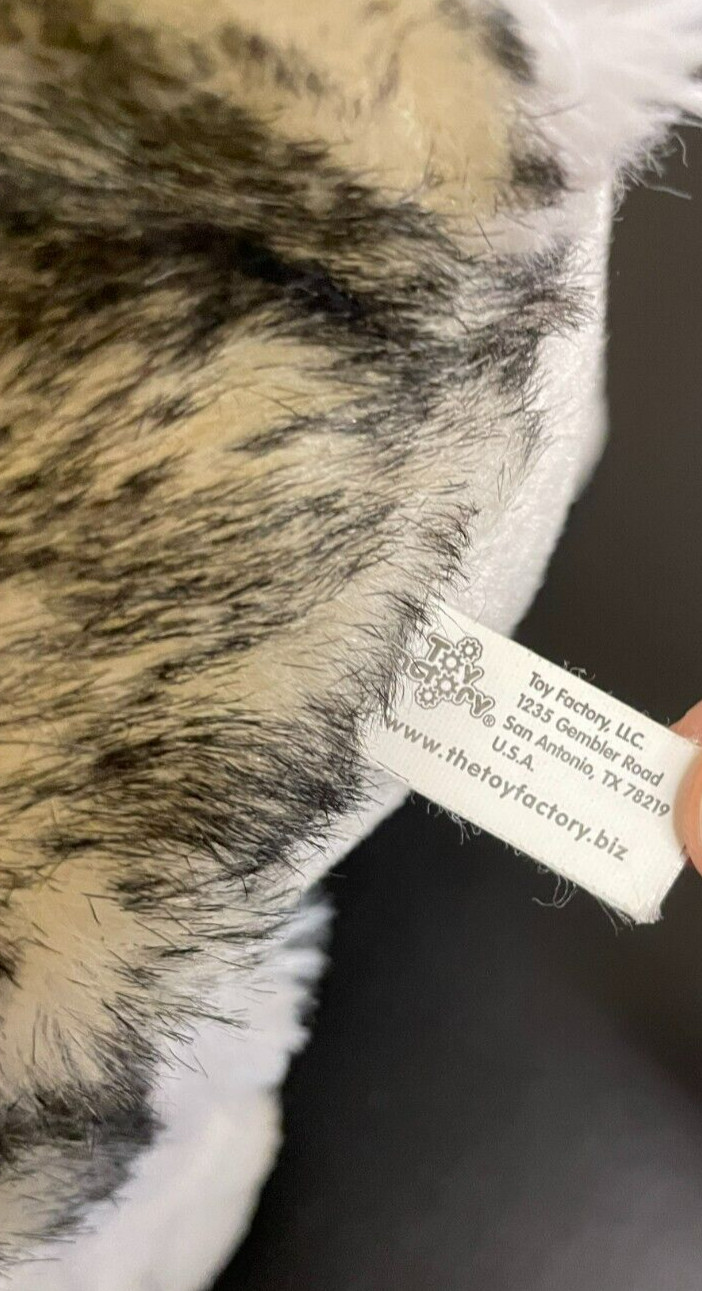 TOY
FACTORY®
Toy Factory, LLC.
1235 Gembler Road
San Antonio, TX 78219
U.S.A.
www.thetoyfactory.biz